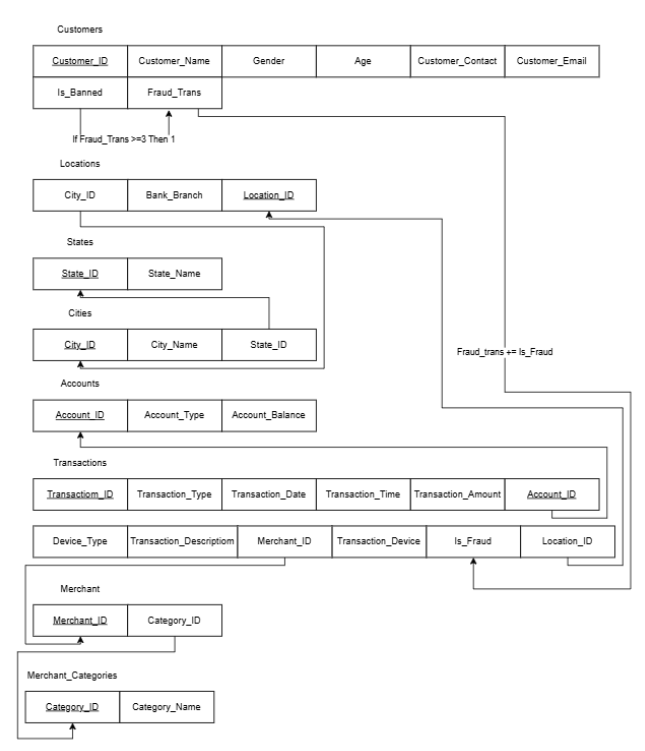 Customers
Customer_ID Customer_Name Gender Age Customer_Contact Customer_Email
Is_Banned Fraud_Trans
If Fraud_Trans >=3 Then 1
Locations
City_ID Bank_Branch Location_ID
States
State_ID State_Name
Cities
City_ID City_Name State_ID
Fraud_trans += Is_Fraud
Accounts
Account_ID Account_Type Account_Balance
Transactions
Transactiom_ID Transaction_Type Transaction_Date Transaction_Time Transaction_Amount Account_ID
Device_Type Transaction_Descriptiom Merchant_ID Transaction_Device Is_Fraud Location_ID
Merchant
Merchant_ID Category_ID
Merchant_Categories
Category_ID Category_Name